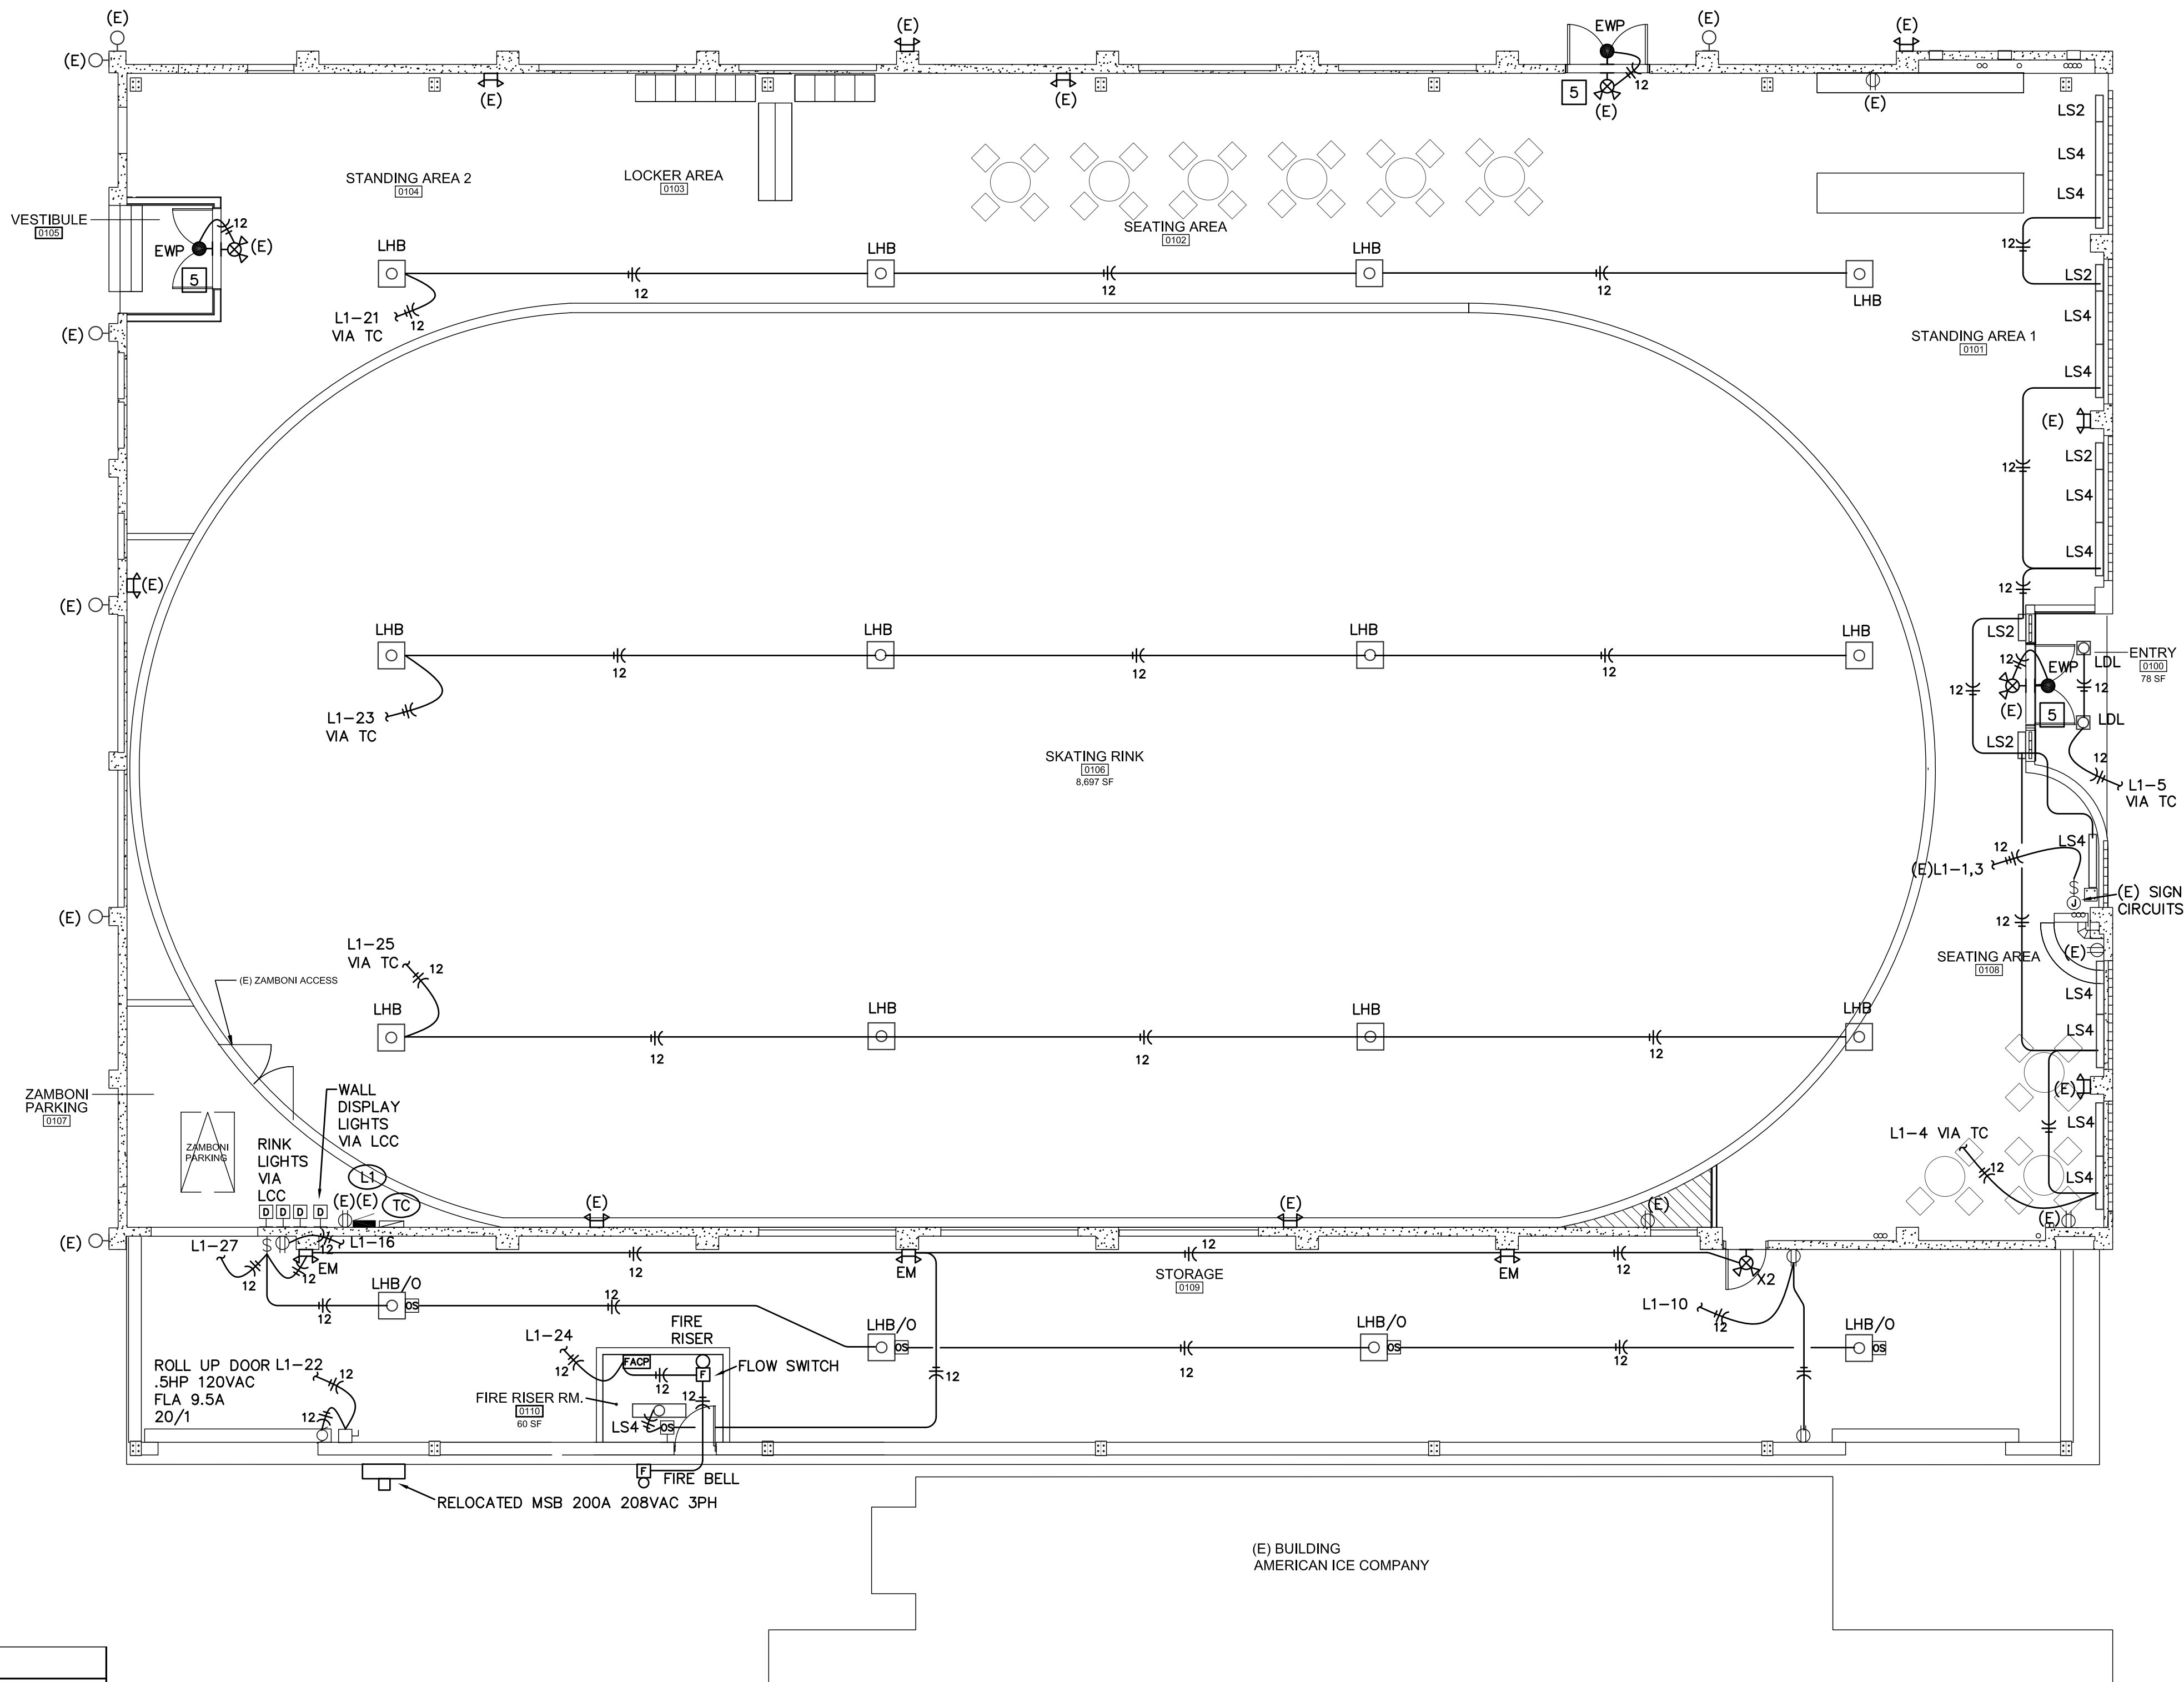 (E)
(E)
(E)
EWP
(E)
(E)
(E)
(E)
(E)
5
12
(E)
(E)
LS2
LS4
LS4
STANDING AREA 2
0104
LOCKER AREA
0103
SEATING AREA
0102
VESTIBULE
0105
12
EWP
(E)
5
LHB
LHB
LHB
LHB
12
12
12
12
LS2
LS4
LS4
L1-21
VIA TC
12
(E)
STANDING AREA 1
0101
(E)
12
LS2
LS4
LS4
12
(E)
(E)
LHB
LHB
LHB
LHB
12
12
12
L1-23
VIA TC
LS2
12
EWP
LDL
12
12
(E)
5
LDL
LS2
ENTRY
0100
78 SF
12
L1-5
VIA TC
SKATING RINK
0106
8,697 SF
LS4
12
(E)L1-1,3
J
(E) SIGN
CIRCUITS
12
(E)
(E)
SEATING AREA
0108
LS4
LS4
L1-25
VIA TC
12
(E) ZAMBONI ACCESS
LHB
LHB
LHB
LHB
12
12
12
(E)
LS4
LS4
ZAMBONI
PARKING
0107
ZAMBONI
PARKING
WALL
DISPLAY
LIGHTS
VIA LCC
RINK
LIGHTS
VIA
LCC
D
D
D
D
L1
(E)(E)
TC
(E)
(E)
(E)
L1-4 VIA TC
12
(E)
(E)
L1-27
12
12
12
L1-16
EM
12
EM
12
STORAGE
0109
EM
12
X2
LHB/O
OS
12
12
LHB/O
OS
12
LHB/O
OS
12
LHB/O
OS
L1-10
12
L1-24
12
FIRE
RISER
FACP
12
F
FLOW SWITCH
12
12
FIRE RISER RM.
0110
60 SF
LS4
OS
ROLL UP DOOR L1-22
.5HP 120VAC
FLA 9.5A
20/1
12
12
F
FIRE BELL
RELOCATED MSB 200A 208VAC 3PH
(E) BUILDING
AMERICAN ICE COMPANY